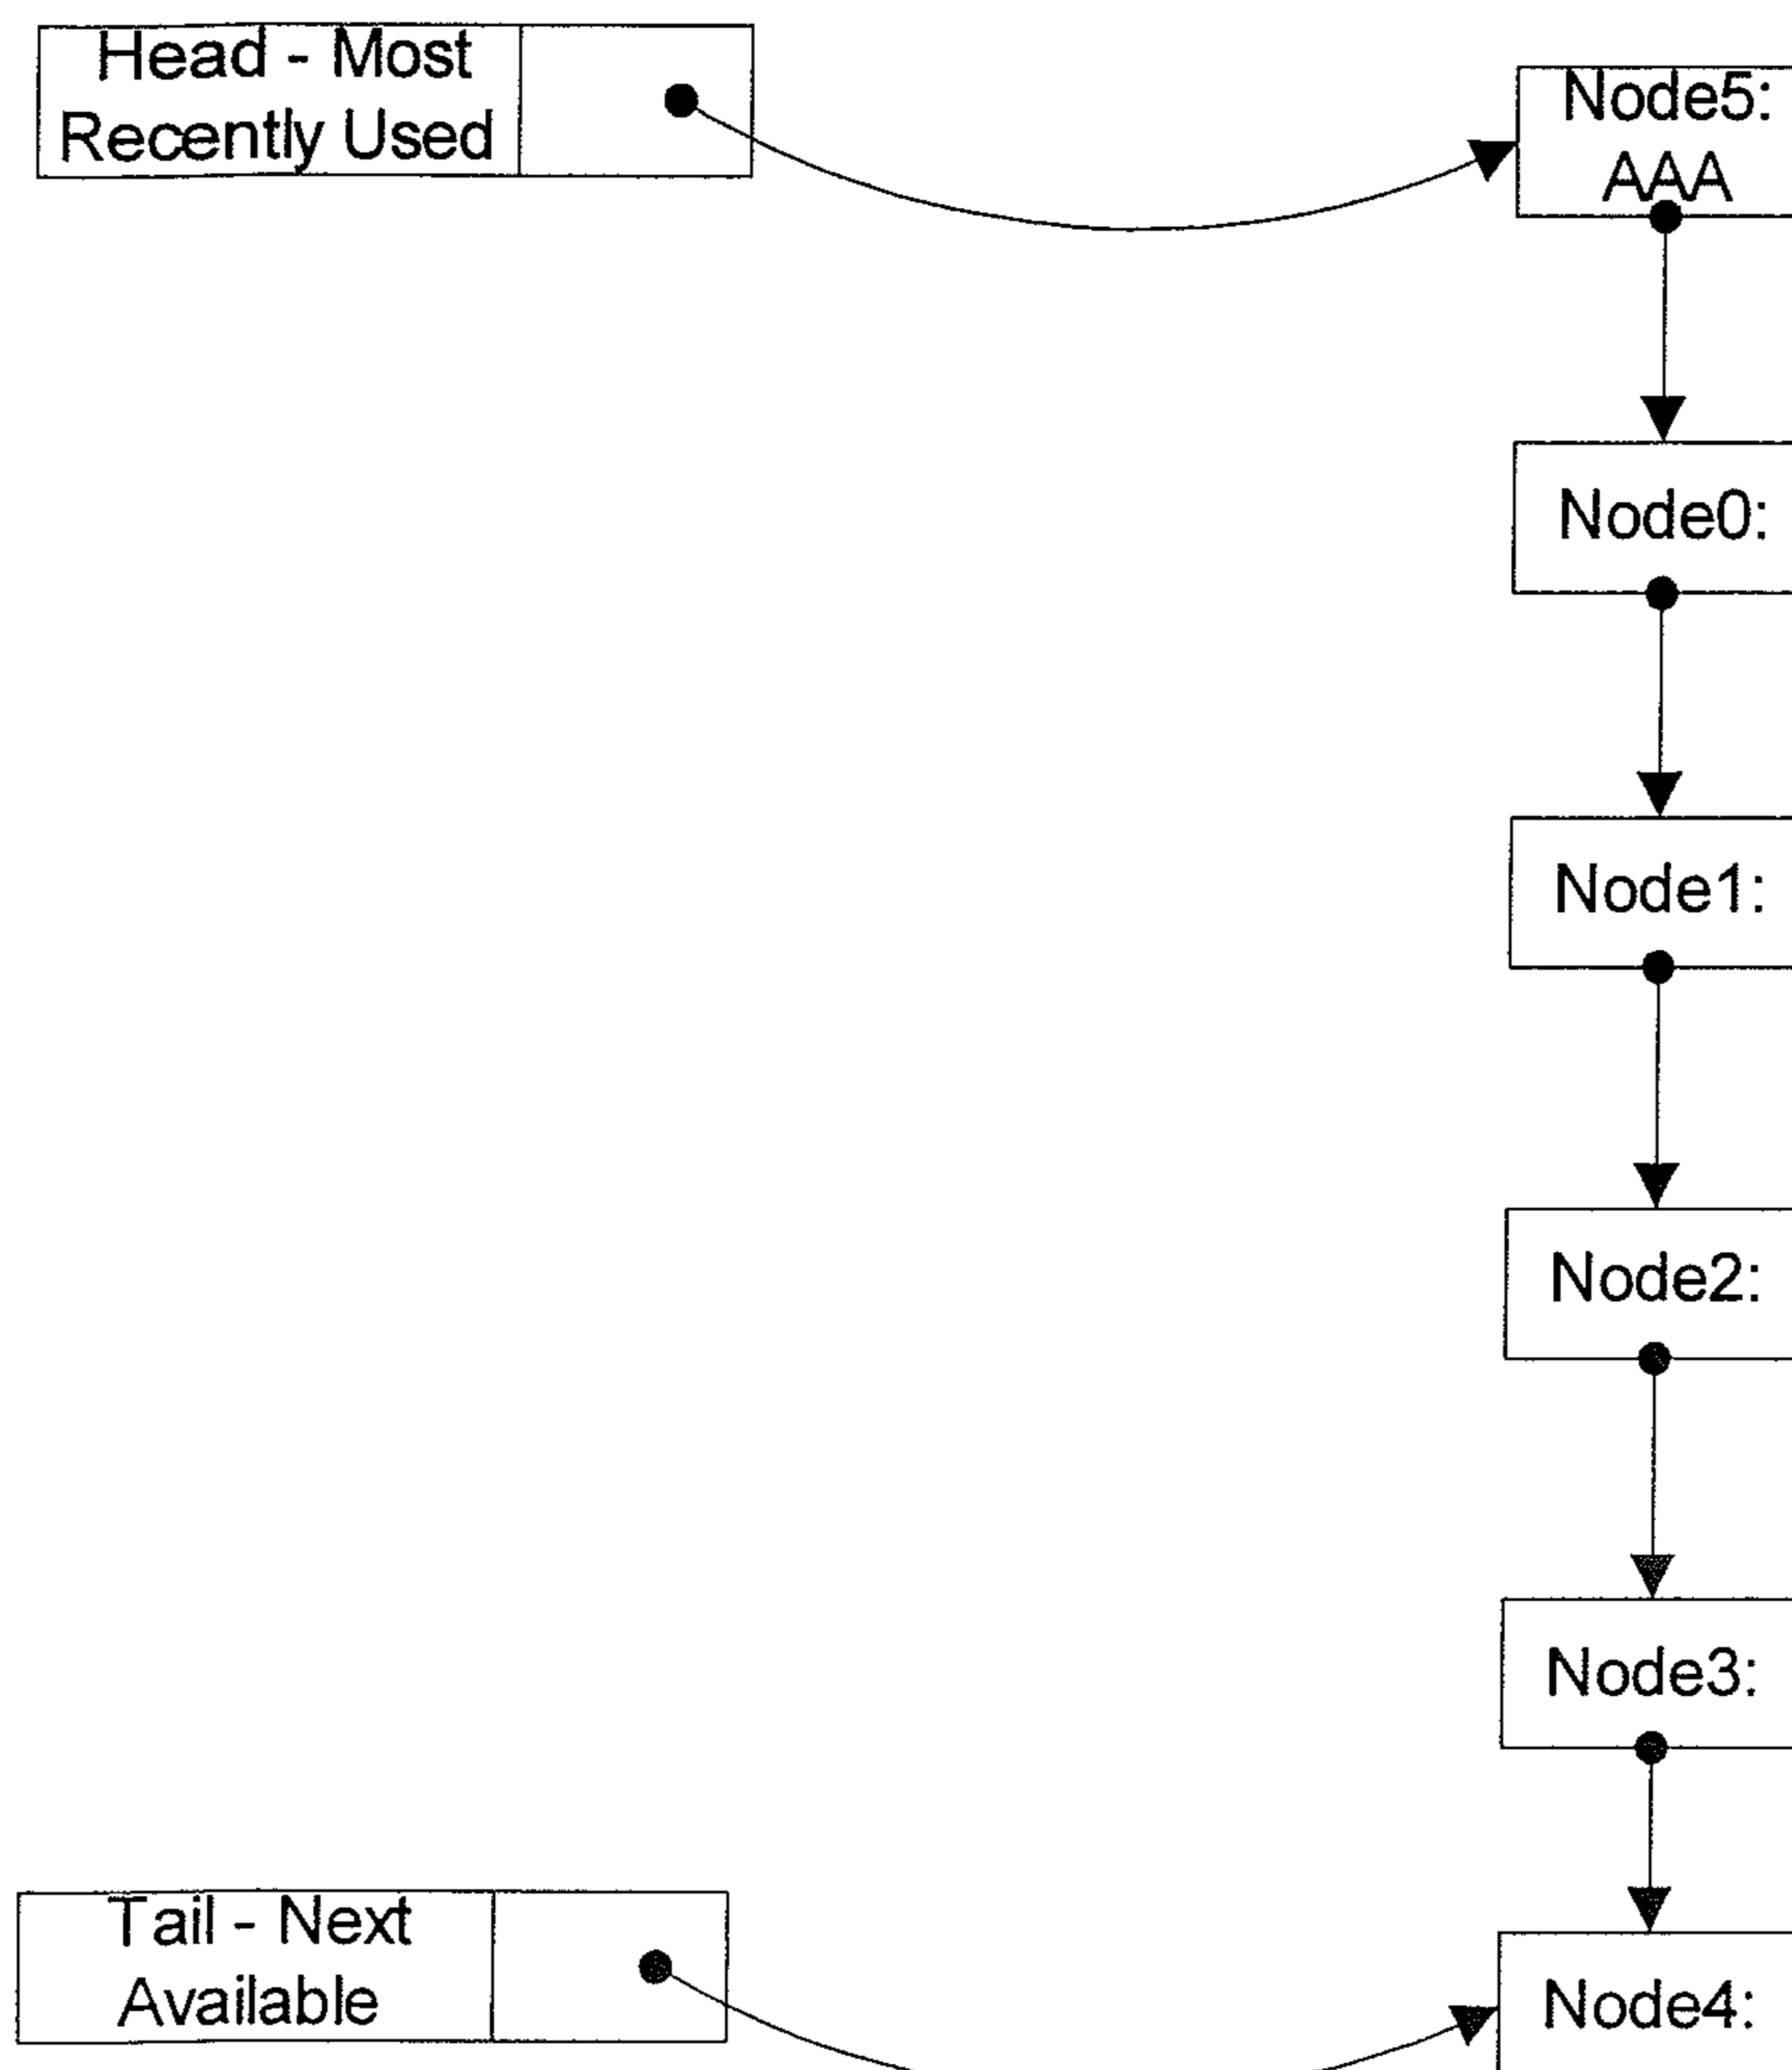 Head - Most
Recently Used
Node5:
AAA
Node0:
Node1:
Node2:
Node3:
Tail - Next
Available
Node4: